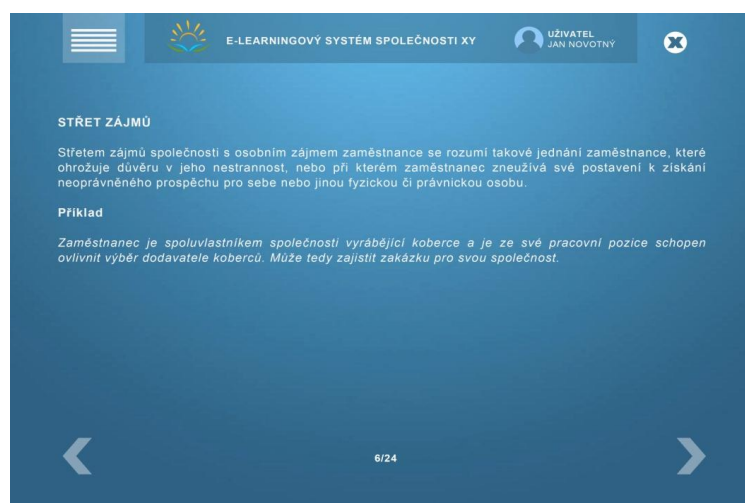 E-LEARNINGOVÝ SYSTÉM SPOLEČNOSTI XY
UŽIVATEL
JAN NOVOTNÝ
X
STŘET ZÁJMŮ
Střetem zájmů společnosti s osobním zájmem zaměstnance se rozumí takové jednání zaměstnance, které
ohrožuje důvěru v jeho nestrannost, nebo při kterém zaměstnanec zneužívá své postavení k získání
neoprávněného prospěchu pro sebe nebo jinou fyzickou či právnickou osobu.
Příklad
Zaměstnanec je spoluvlastníkem společnosti vyrábějící koberce a je ze své pracovní pozice schopen
ovlivnit výběr dodavatele koberců. Může tedy zajistit zakázku pro svou společnost.
6/24